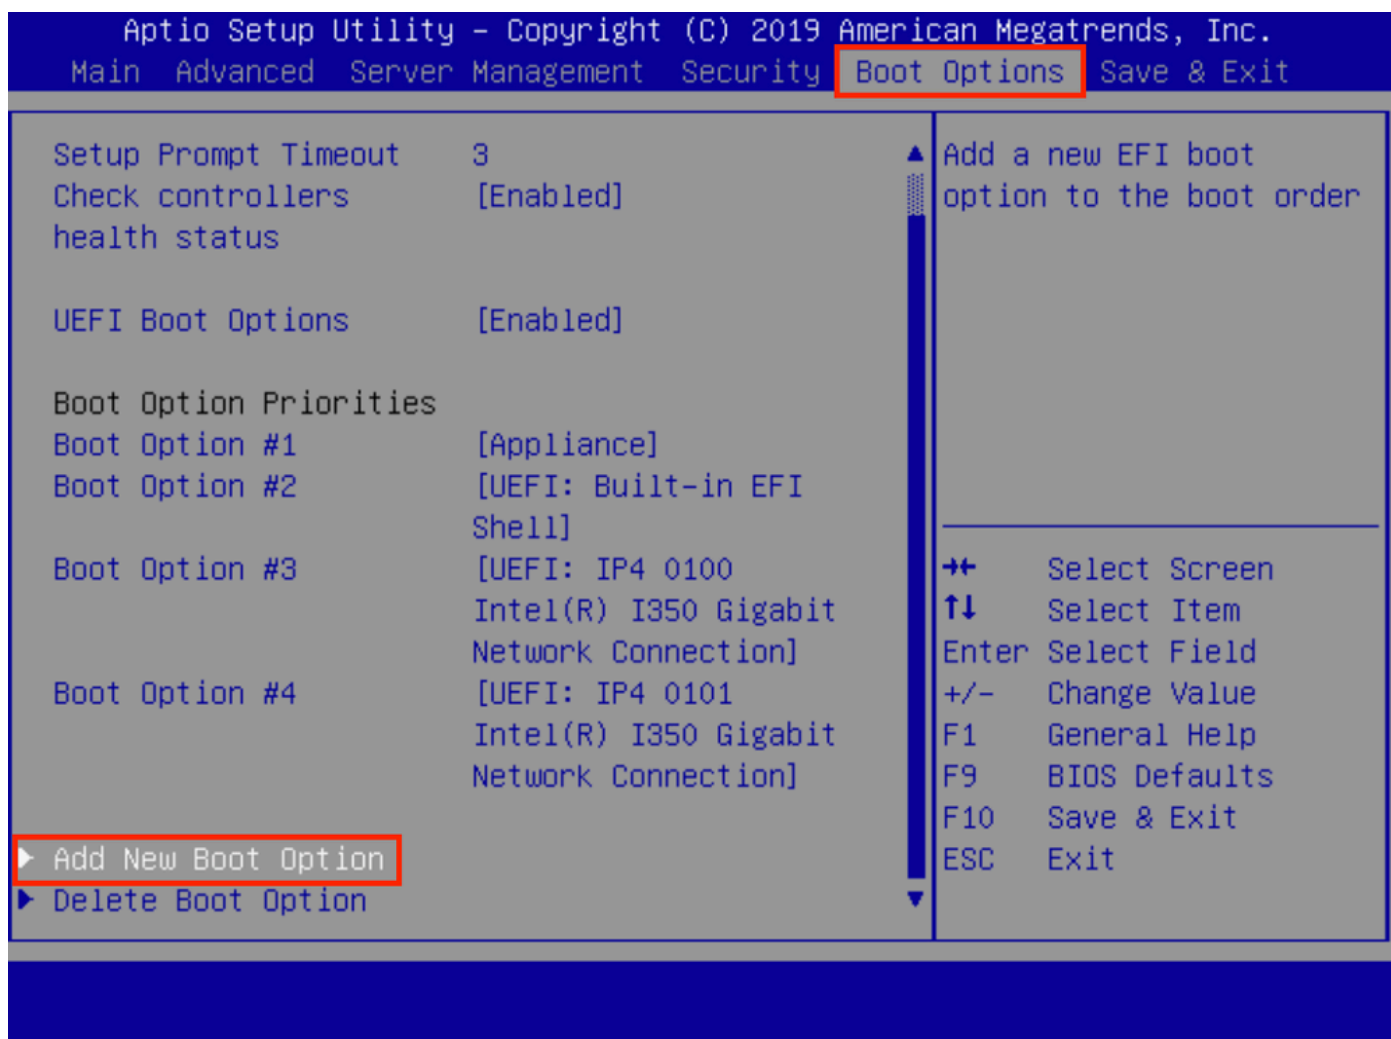 Aptio Setup Utility – Copyright (C) 2019 American Megatrends, Inc.
Main Advanced Server Management Security Boot Options Save & Exit
Setup Prompt Timeout 3
Check controllers [Enabled]
health status
UEFI Boot Options [Enabled]
Boot Option Priorities
Boot Option #1 [Appliance]
Boot Option #2 [UEFI: Built-in EFI
Shell]
Boot Option #3 [UEFI: IP4 0100
Intel(R) I350 Gigabit
Network Connection]
Boot Option #4 [UEFI: IP4 0101
Intel(R) I350 Gigabit
Network Connection]
Add New Boot Option
Delete Boot Option
Add a new EFI boot
option to the boot order
→← Select Screen
↑↓ Select Item
Enter Select Field
+/- Change Value
F1 General Help
F9 BIOS Defaults
F10 Save & Exit
ESC Exit